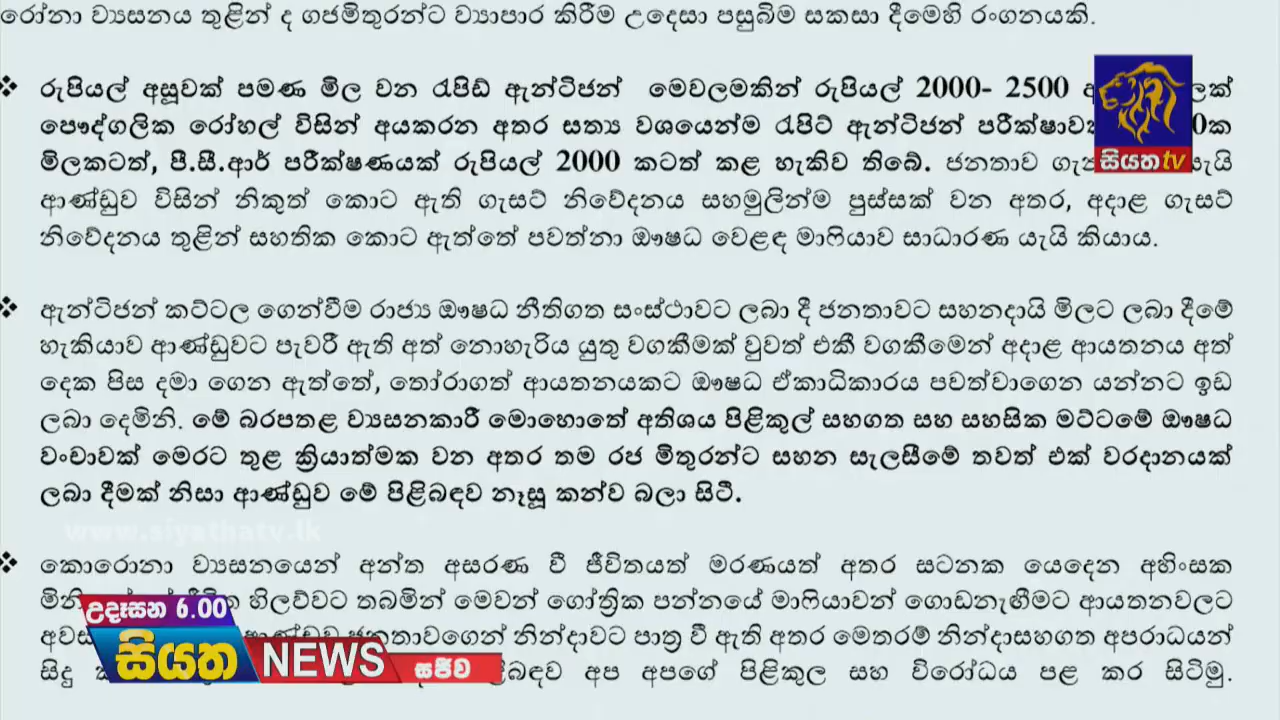 රෝනා ව්‍යසනය තුළින් ද ගජමිතුරන්ට ව්‍යාපාර කිරීම උදෙසා පසුබිම සකසා දීමෙහි රංගනයකි.
❖ රුපියල් අසූවක් පමණ මිල වන රැපිඩ් ඇන්ටිජන් මෙවලමකින් රුපියල් 2000- 2500
පෞද්ගලික රෝහල් විසින් අයකරන අතර සත්‍ය වශයෙන්ම රැපිට් ඇන්ටිජන්
මිලකටත්, පී.සී.ආර් පරීක්ෂණයක් රුපියල් 2000 කටත් කළ හැකිව තිබේ. ජනතාව
ආණ්ඩුව විසින් නිකුත් කොට ඇති ගැසට් නිවේදනය සහමුලින්ම පුස්සක් වන අතර, අදාළ ගැසට්
නිවේදනය තුළින් සහතික කොට ඇත්තේ පවත්නා ඖෂධ වෙළඳ මාෆියාව සාධාරණ යැයි කියාය.
❖ ඇන්ටිජන් කට්ටල ගෙන්වීම රාජ්‍ය ඖෂධ නීතිගත සංස්ථාවට ලබා දී ජනතාවට සහනදායි මිලට ලබා දීමේ
හැකියාව ආණ්ඩුවට පැවරී ඇති අත් නොහැරිය යුතු වගකීමක් වුවත් එකී වගකීමෙන් අදාළ ආයතනය අත්
දෙක පිස දමා ගෙන ඇත්තේ, තෝරාගත් ආයතනයකට ඖෂධ ඒකාධිකාරය පවත්වාගෙන යන්නට ඉඩ
ලබා දෙමිනි. මේ බරපතළ ව්‍යසනකාරී මොහොතේ අතිශය පිළිකුල් සහගත සහ සහසික මට්ටමේ ඖෂධ
වංචාවක් මෙරට තුළ ක්‍රියාත්මක වන අතර තම රජ මිතුරන්ට සහන සැලසීමේ තවත් එක් වරදානයක්
ලබා දීමක් නිසා ආණ්ඩුව මේ පිළිබඳව නෑසූ කන්ව බලා සිටී.
www.siyathatv.lk
❖ කොරොනා ව්‍යසනයෙන් අන්ත අසරණ වී ජීවිතයත් මරණයත් අතර සටනක යෙදෙන අහිංසක
හිලව්වට තබමින් මෙවන් ගෝත්‍රික පන්නයේ මාෆියාවන් ගොඩනැඟීමට ආයතනවලට
ආණ්ඩුව ජනතාවගෙන් නින්දාවට පාත්‍ර වී ඇති අතර මෙතරම් නින්දාසහගත අපරාධයන්
සිදු අප අපගේ පිළිකුල සහ විරෝධය පළ කර සිටිමු.
සියත tv
උදෑසන 6.00
සියත NEWS
සජීව